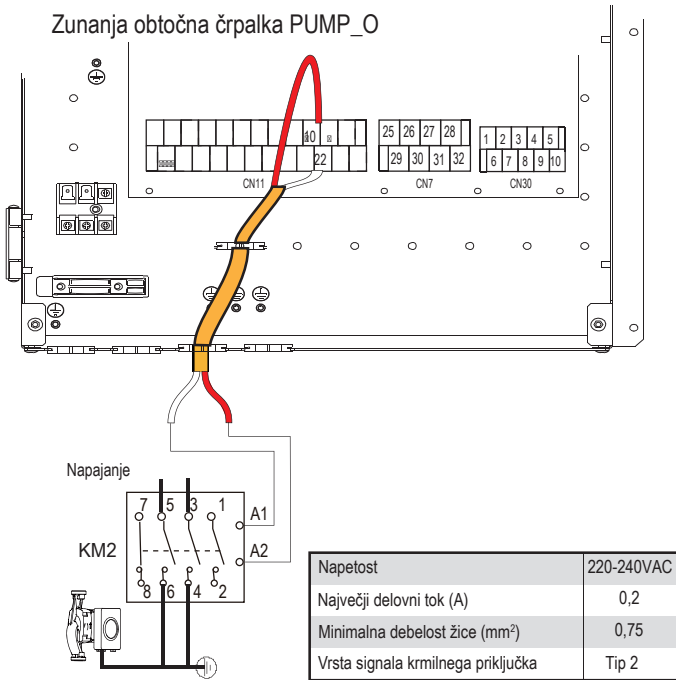 Zunanja obtočna črpalka PUMP_O
10
22
CN11
25 26 27 28
29 30 31 32
CN7
1 2 3 4 5
6 7 8 9 10
CN30
Napajanje
7 5 3 1
A1
KM2
A2
8 6 4 2
Napetost 220-240VAC
Največji delovni tok (A) 0,2
Minimalna debelost žice (mm²) 0,75
Vrsta signala krmilnega priključka Tip 2